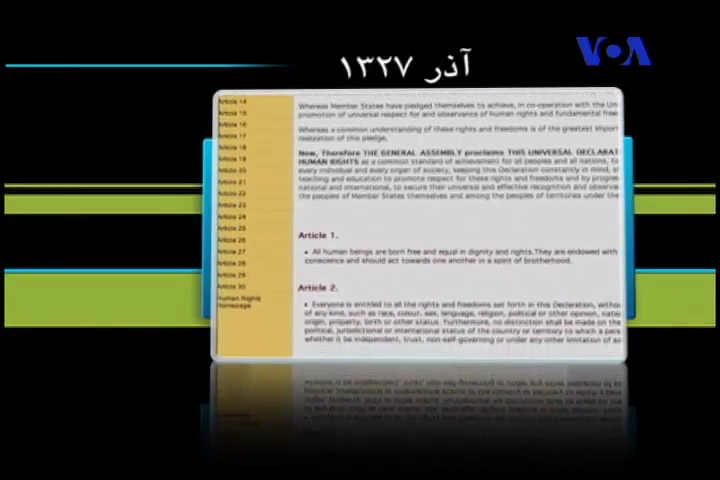 آذر ۱۳۲۷
VOA
Article 14
Article 15
Article 16
Article 17
Article 18
Article 19
Article 20
Article 21
Article 22
Article 23
Article 24
Article 25
Article 26
Article 27
Article 28
Article 29
Article 30
Human Rights
homepage
Whereas Member States have pledged themselves to achieve, in co-operation with the Un
promotion of universal respect for and observance of human rights and fundamental free
Whereas a common understanding of these rights and freedoms is of the greatest impor
realization of this pledge,
Now, Therefore THE GENERAL ASSEMBLY proclaims THIS UNIVERSAL DECLARAT
HUMAN RIGHTS as a common standard of achievement for all peoples and all nations, to
every individual and every organ of society, keeping this Declaration constantly in mind, s
teaching and education to promote respect for these rights and freedoms and by progre
national and international, to secure their universal and effective recognition and observa
the peoples of Member States themselves and among the peoples of territories under the
Article 1.
• All human beings are born free and equal in dignity and rights.They are endowed with
conscience and should act towards one another in a spirit of brotherhood.
Article 2.
• Everyone is entitled to all the rights and freedoms set forth in this Declaration, withou
of any kind, such as race, colour, sex, language, religion, political or other opinion, natio
origin, property, birth or other status. Furthermore, no distinction shall be made on the
political, jurisdictional or international status of the country or territory to which a pers
whether it be independent, trust, non-self-governing or under any other limitation of so